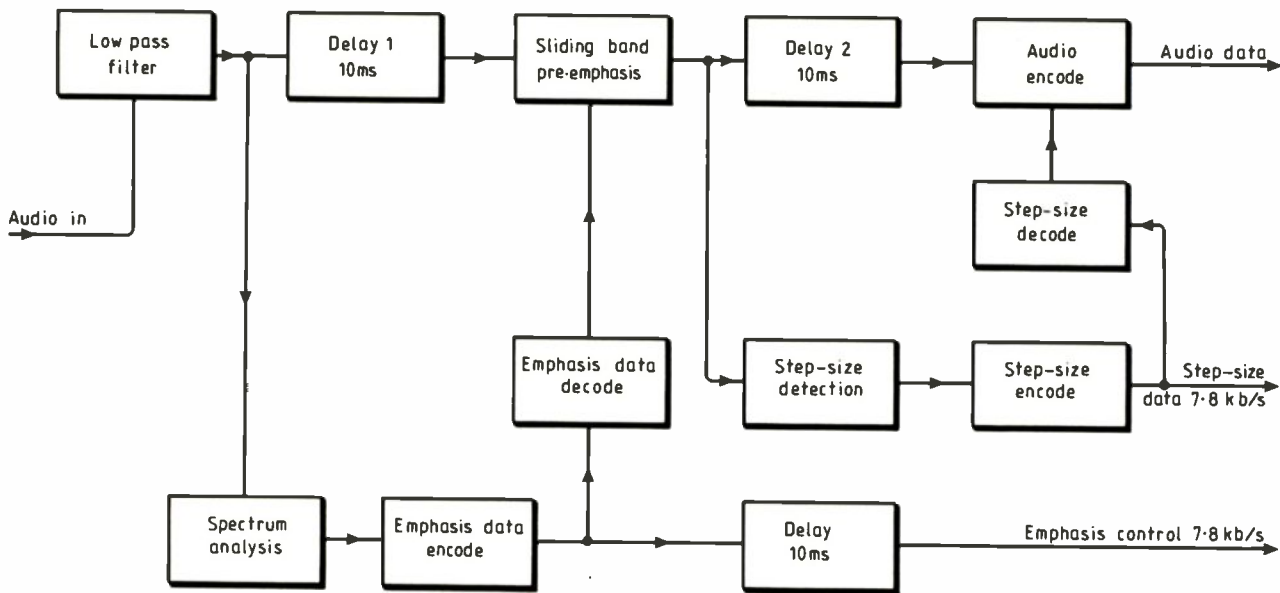 Low pass
filter
Delay 1
10ms
Sliding band
pre-emphasis
Delay 2
10ms
Audio
encode
Audio data
Audio in
Step-size
decode
Emphasis data
decode
Step-size
detection
Step-size
encode
Step-size
data 7·8 kb/s
Spectrum
analysis
Emphasis data
encode
Delay
10ms
Emphasis control 7·8kb/s